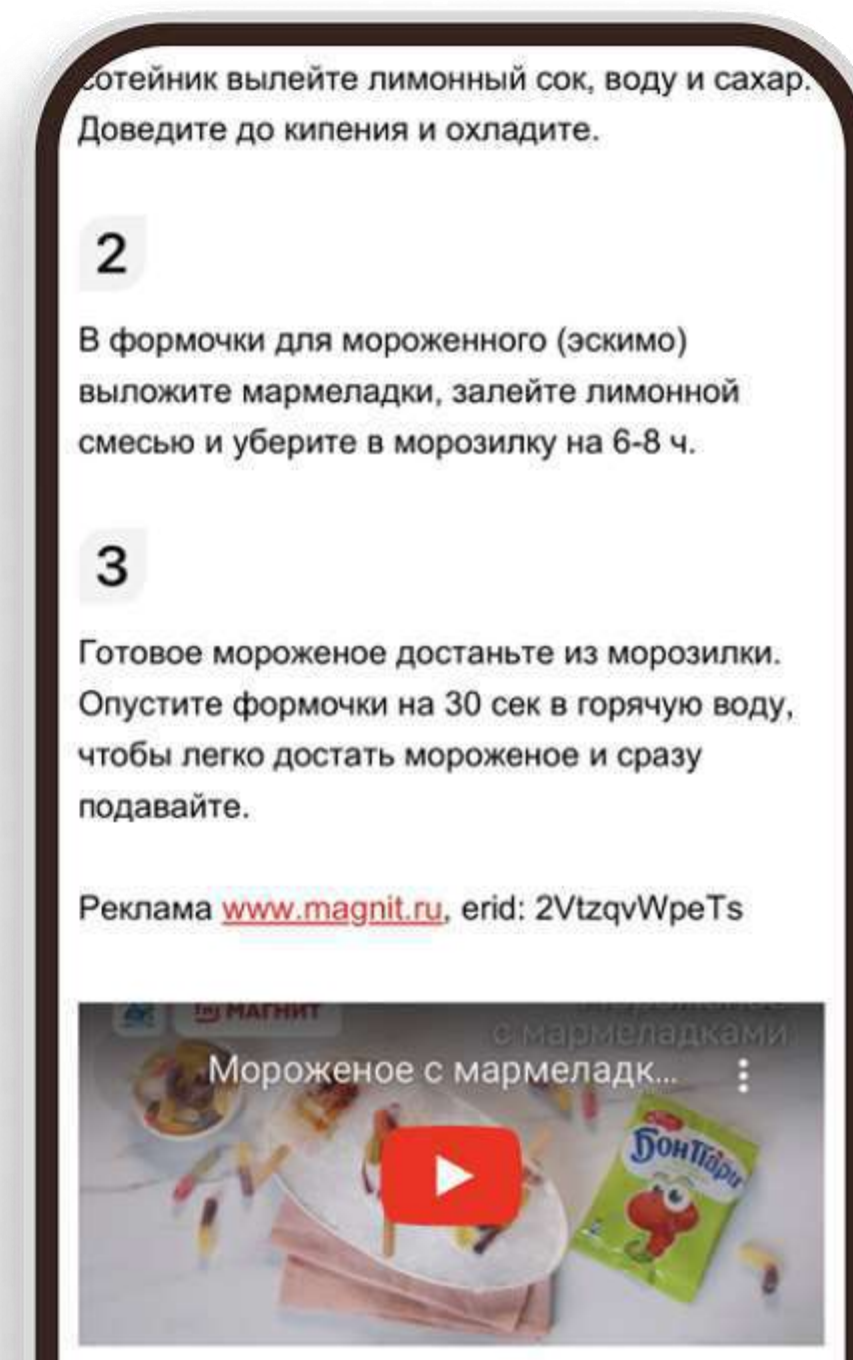 сотейник вылейте лимонный сок, воду и сахар.
Доведите до кипения и охладите.
2
В формочки для мороженного (эскимо)
выложите мармеладки, залейте лимонной
смесью и уберите в морозилку на 6-8 ч.
3
Готовое мороженое достаньте из морозилки.
Опустите формочки на 30 сек в горячую воду,
чтобы легко достать мороженое и сразу
подавайте.
Реклама www.magnit.ru, erid: 2VtzqvWpeTs
МАГНИТ
с мармеладками
Мороженое с мармеладк...
БонПари